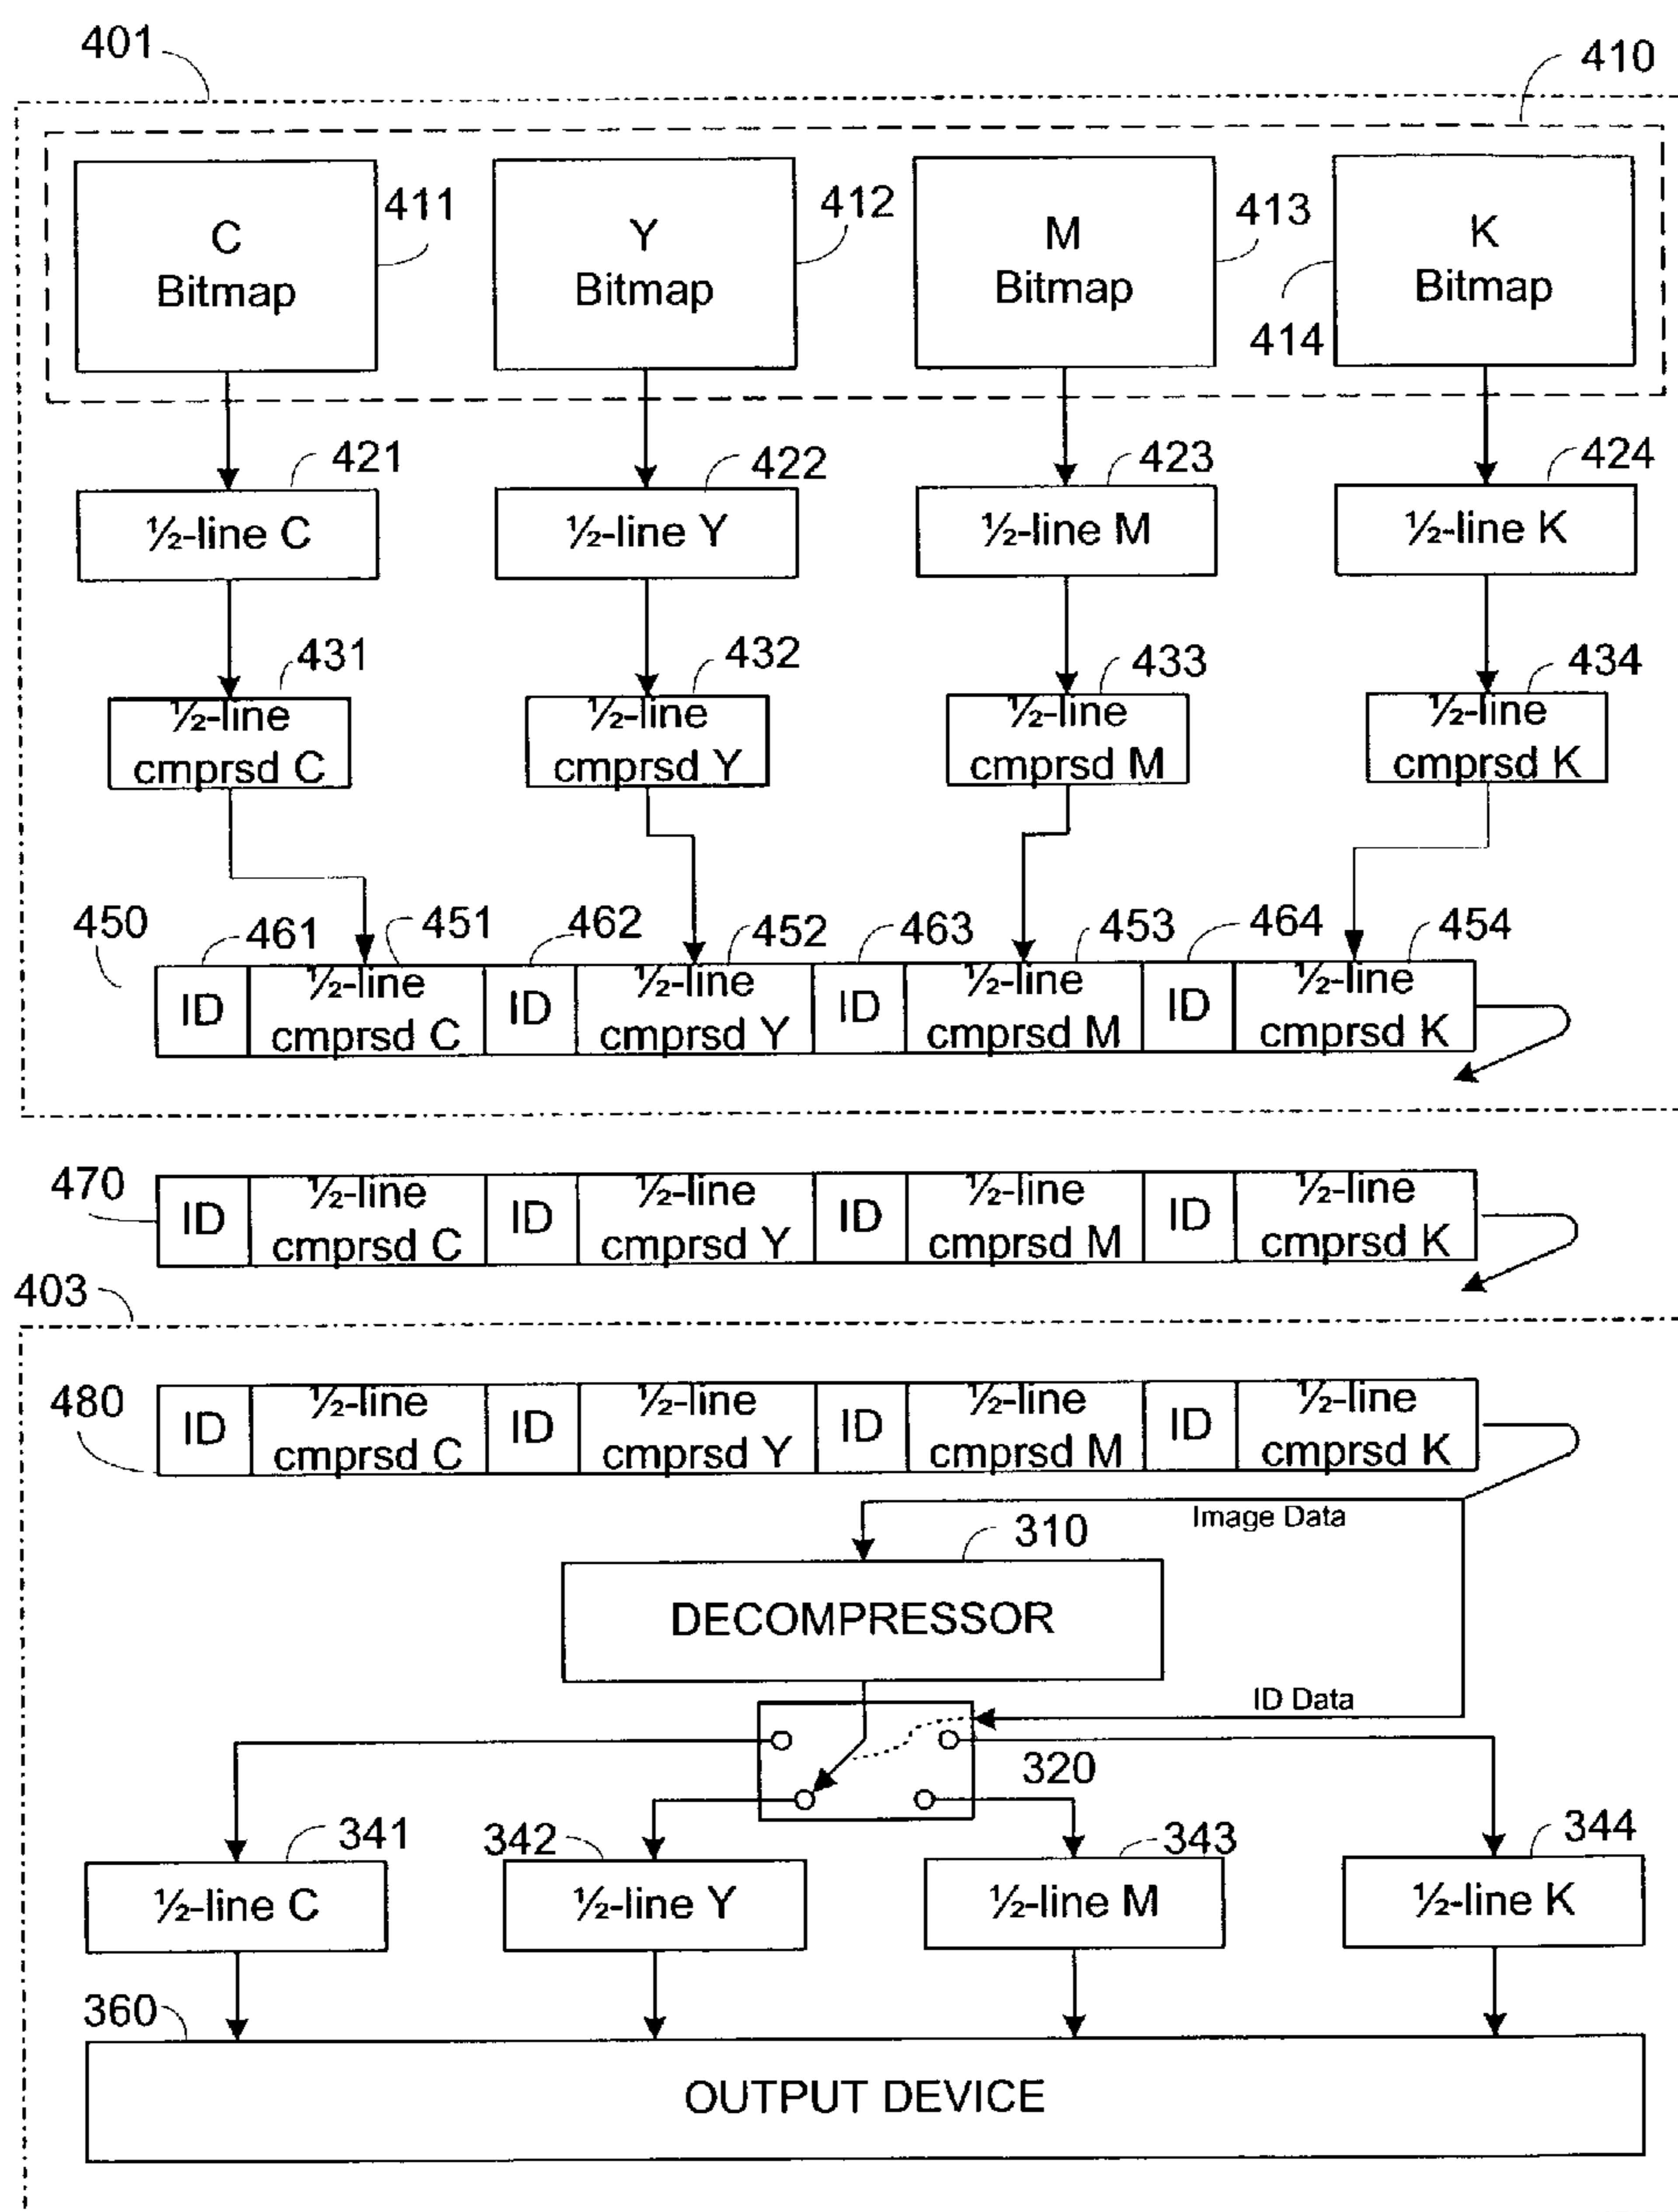 401
410
C
Bitmap
411
Y
Bitmap
412
M
Bitmap
413
K
Bitmap
414
421
422
423
424
½-line C
½-line Y
½-line M
½-line K
431
432
433
434
½-line
cmprsd C
½-line
cmprsd Y
½-line
cmprsd M
½-line
cmprsd K
450
461
451
462
452
463
453
464
454
ID
½-line
cmprsd C
ID
½-line
cmprsd Y
ID
½-line
cmprsd M
ID
½-line
cmprsd K
470
ID
½-line
cmprsd C
ID
½-line
cmprsd Y
ID
½-line
cmprsd M
ID
½-line
cmprsd K
403
480
ID
½-line
cmprsd C
ID
½-line
cmprsd Y
ID
½-line
cmprsd M
ID
½-line
cmprsd K
Image Data
310
DECOMPRESSOR
ID Data
320
341
342
343
344
½-line C
½-line Y
½-line M
½-line K
360
OUTPUT DEVICE